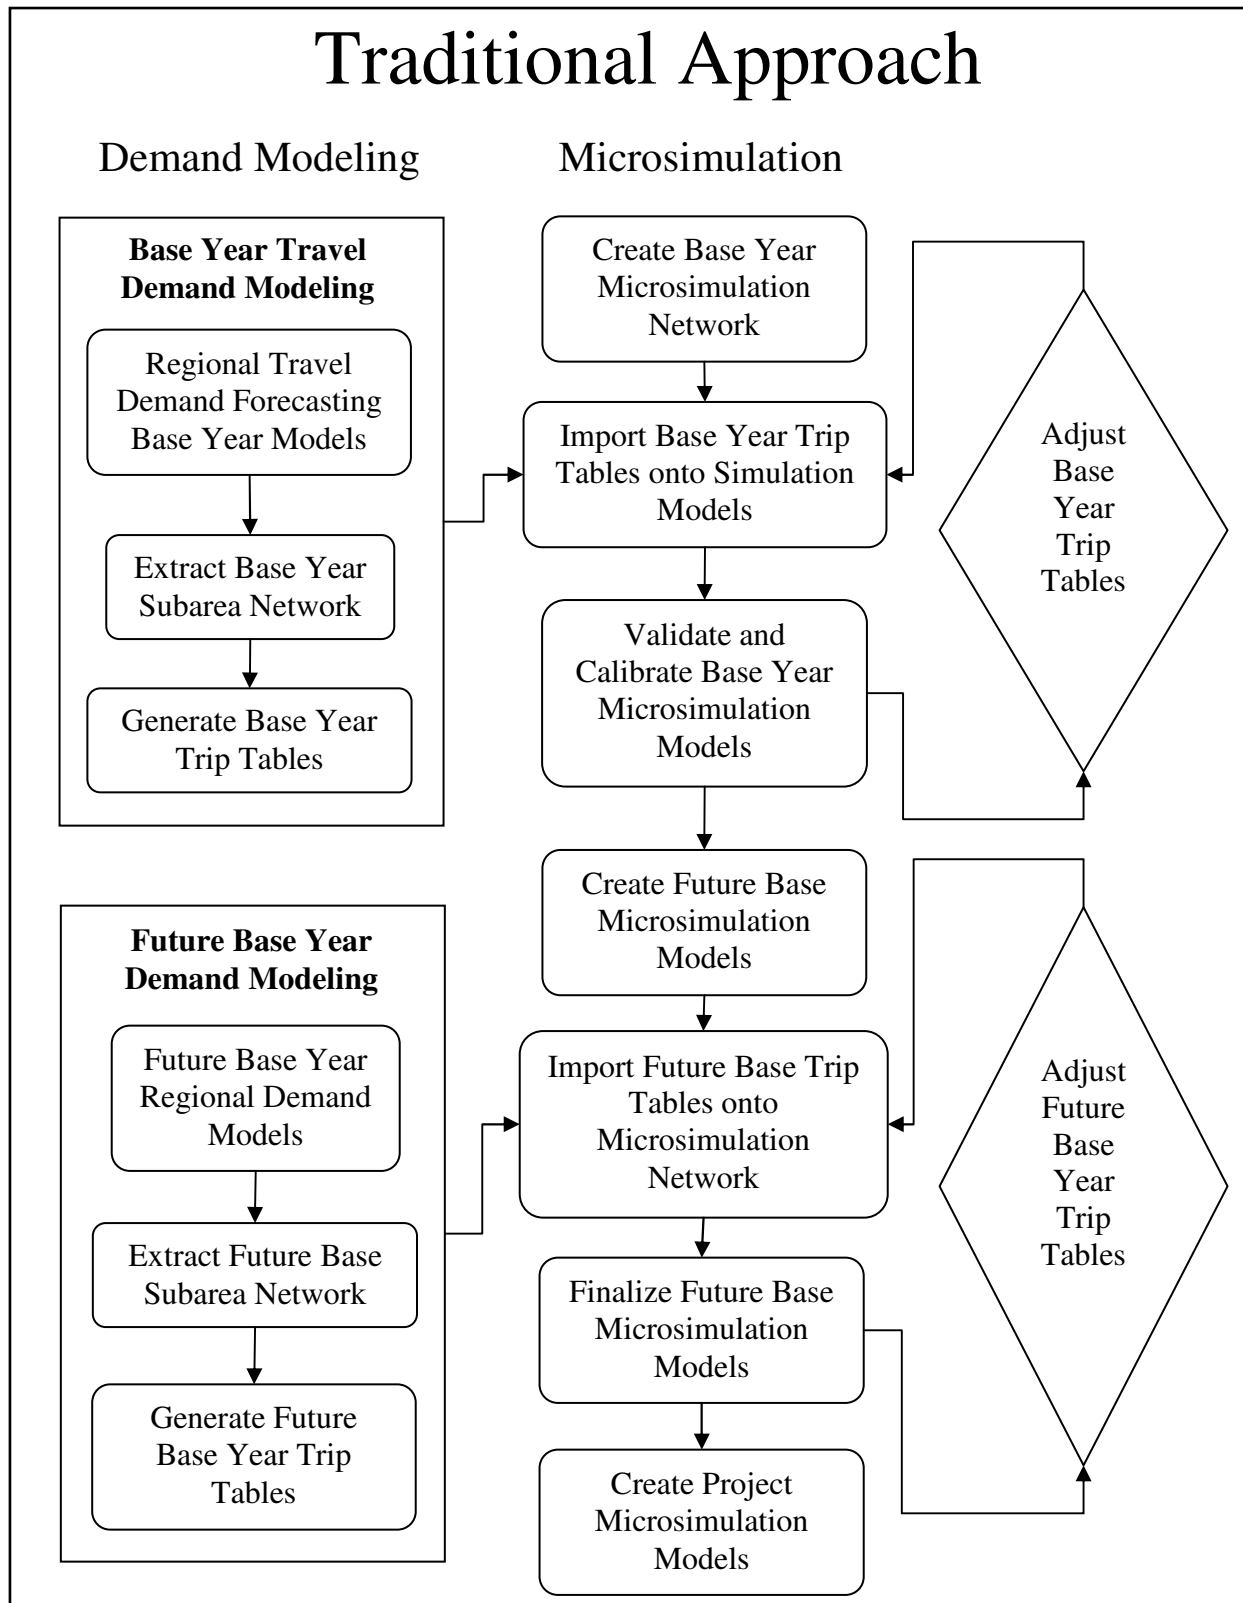 Traditional Approach
Demand Modeling
Microsimulation
Base Year Travel
Demand Modeling
Regional Travel
Demand Forecasting
Base Year Models
Extract Base Year
Subarea Network
Generate Base Year
Trip Tables
Create Base Year
Microsimulation
Network
Import Base Year Trip
Tables onto Simulation
Models
Validate and
Calibrate Base Year
Microsimulation
Models
Adjust
Base
Year
Trip
Tables
Create Future Base
Microsimulation
Models
Future Base Year
Demand Modeling
Future Base Year
Regional Demand
Models
Extract Future Base
Subarea Network
Generate Future
Base Year Trip
Tables
Import Future Base Trip
Tables onto
Microsimulation
Network
Finalize Future Base
Microsimulation
Models
Create Project
Microsimulation
Models
Adjust
Future
Base
Year
Trip
Tables